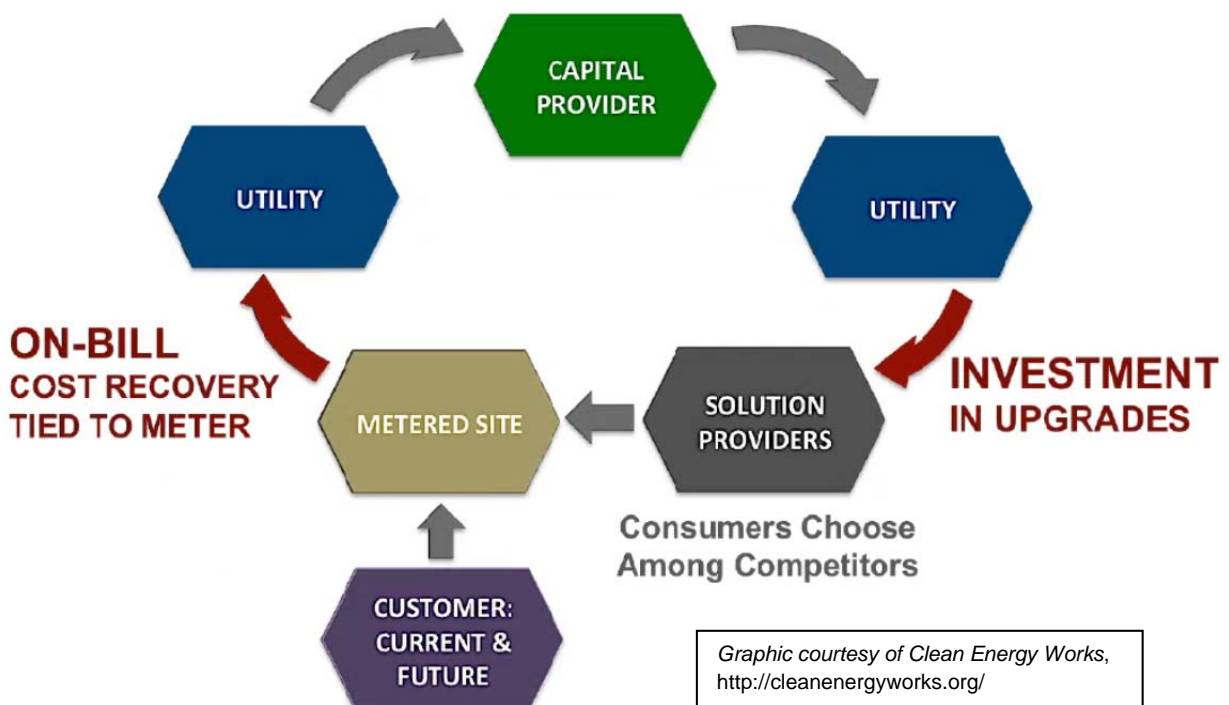 CAPITAL
PROVIDER
UTILITY
UTILITY
ON-BILL
COST RECOVERY
TIED TO METER
METERED SITE
SOLUTION
PROVIDERS
INVESTMENT
IN UPGRADES
Consumers Choose
Among Competitors
CUSTOMER:
CURRENT &
FUTURE
Graphic courtesy of Clean Energy Works,
http://cleanenergyworks.org/